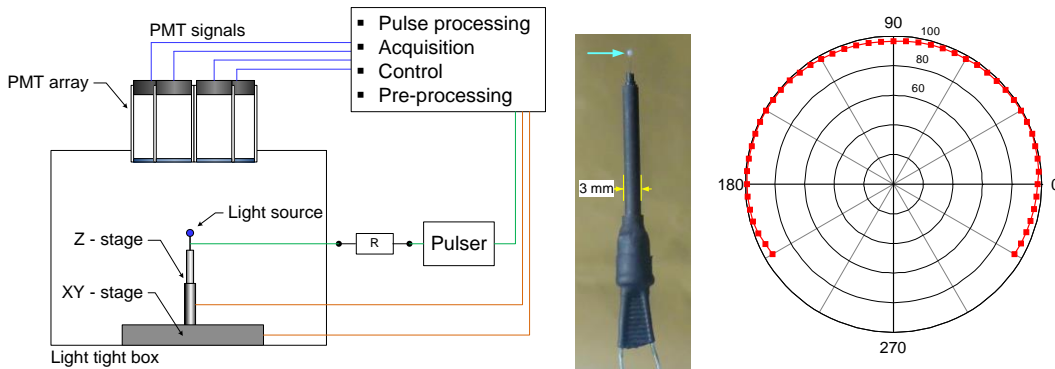 PMT signals
▪ Pulse processing
▪ Acquisition
▪ Control
▪ Pre-processing
PMT array
Light source
Z - stage
R
Pulser
XY - stage
Light tight box
3 mm
90
100
80
60
180
0
270